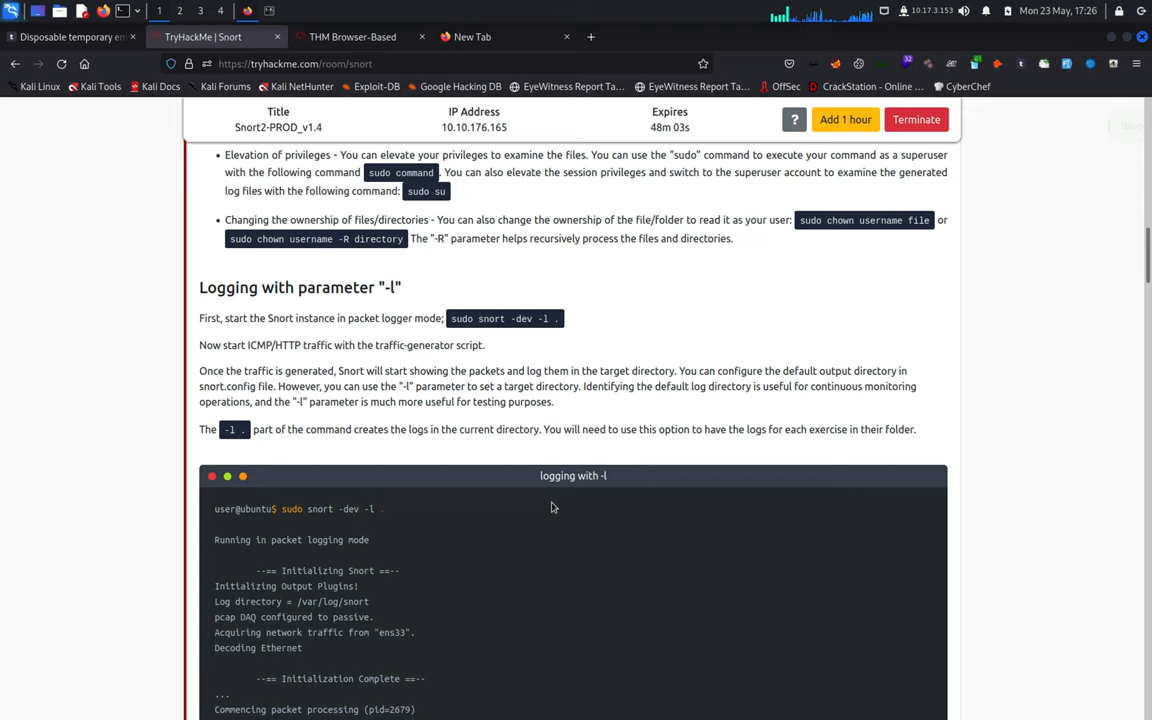 1
2
3
4
10.17.3.153
Mon 23 May, 17:26
Disposable temporary em
TryHackMe | Snort
THM Browser-Based
New Tab
https://tryhackme.com/room/snort
Kali Linux
Kali Tools
Kali Docs
Kali Forums
Kali NetHunter
Exploit-DB
Google Hacking DB
EyeWitness Report Ta...
EyeWitness Report Ta...
OffSec
CrackStation - Online ...
CyberChef
Title
IP Address
Expires
Snort2-PROD_v1.4
10.10.176.165
48m 03s
?
Add 1 hour
Terminate
Elevation of privileges - You can elevate your privileges to examine the files. You can use the "sudo" command to execute your command as a superuser
with the following command sudo command. You can also elevate the session privileges and switch to the superuser account to examine the generated
log files with the following command: sudo su
Changing the ownership of files/directories - You can also change the ownership of the file/folder to read it as your user: sudo chown username file or
sudo chown username -R directory The "-R" parameter helps recursively process the files and directories.
Logging with parameter "-l"
First, start the Snort instance in packet logger mode; sudo snort -dev -l .
Now start ICMP/HTTP traffic with the traffic-generator script.
Once the traffic is generated, Snort will start showing the packets and log them in the target directory. You can configure the default output directory in
snort.config file. However, you can use the "-l" parameter to set a target directory. Identifying the default log directory is useful for continuous monitoring
operations, and the "-l" parameter is much more useful for testing purposes.
The -l . part of the command creates the logs in the current directory. You will need to use this option to have the logs for each exercise in their folder.
logging with -l
user@ubuntu$ sudo snort -dev -l .
Running in packet logging mode
--== Initializing Snort ==--
Initializing Output Plugins!
Log directory = /var/log/snort
pcap DAQ configured to passive.
Acquiring network traffic from "ens33".
Decoding Ethernet
--== Initialization Complete ==--
...
Commencing packet processing (pid=2679)